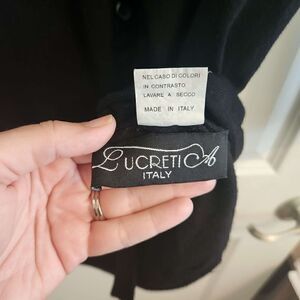 NEL CASO DI COLORI
IN CONTRASTO
LAVARE A SECCO
MADE IN ITALY
LUCRETIA
ITALY